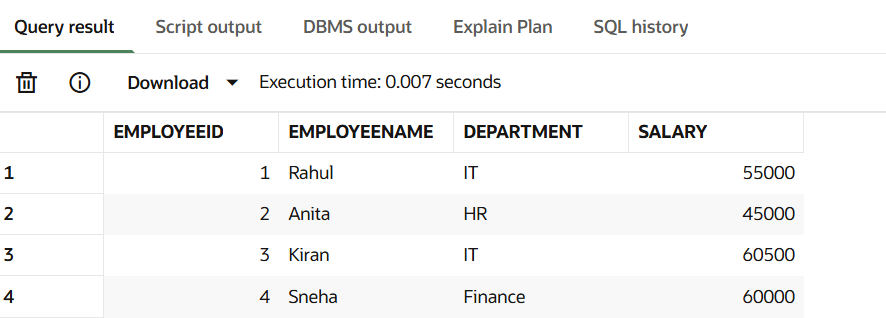 Query result Script output DBMS output Explain Plan SQL history
Download Execution time: 0.007 seconds
EMPLOYEEID EMPLOYEENAME DEPARTMENT SALARY
1 1 Rahul IT 55000
2 2 Anita HR 45000
3 3 Kiran IT 60500
4 4 Sneha Finance 60000